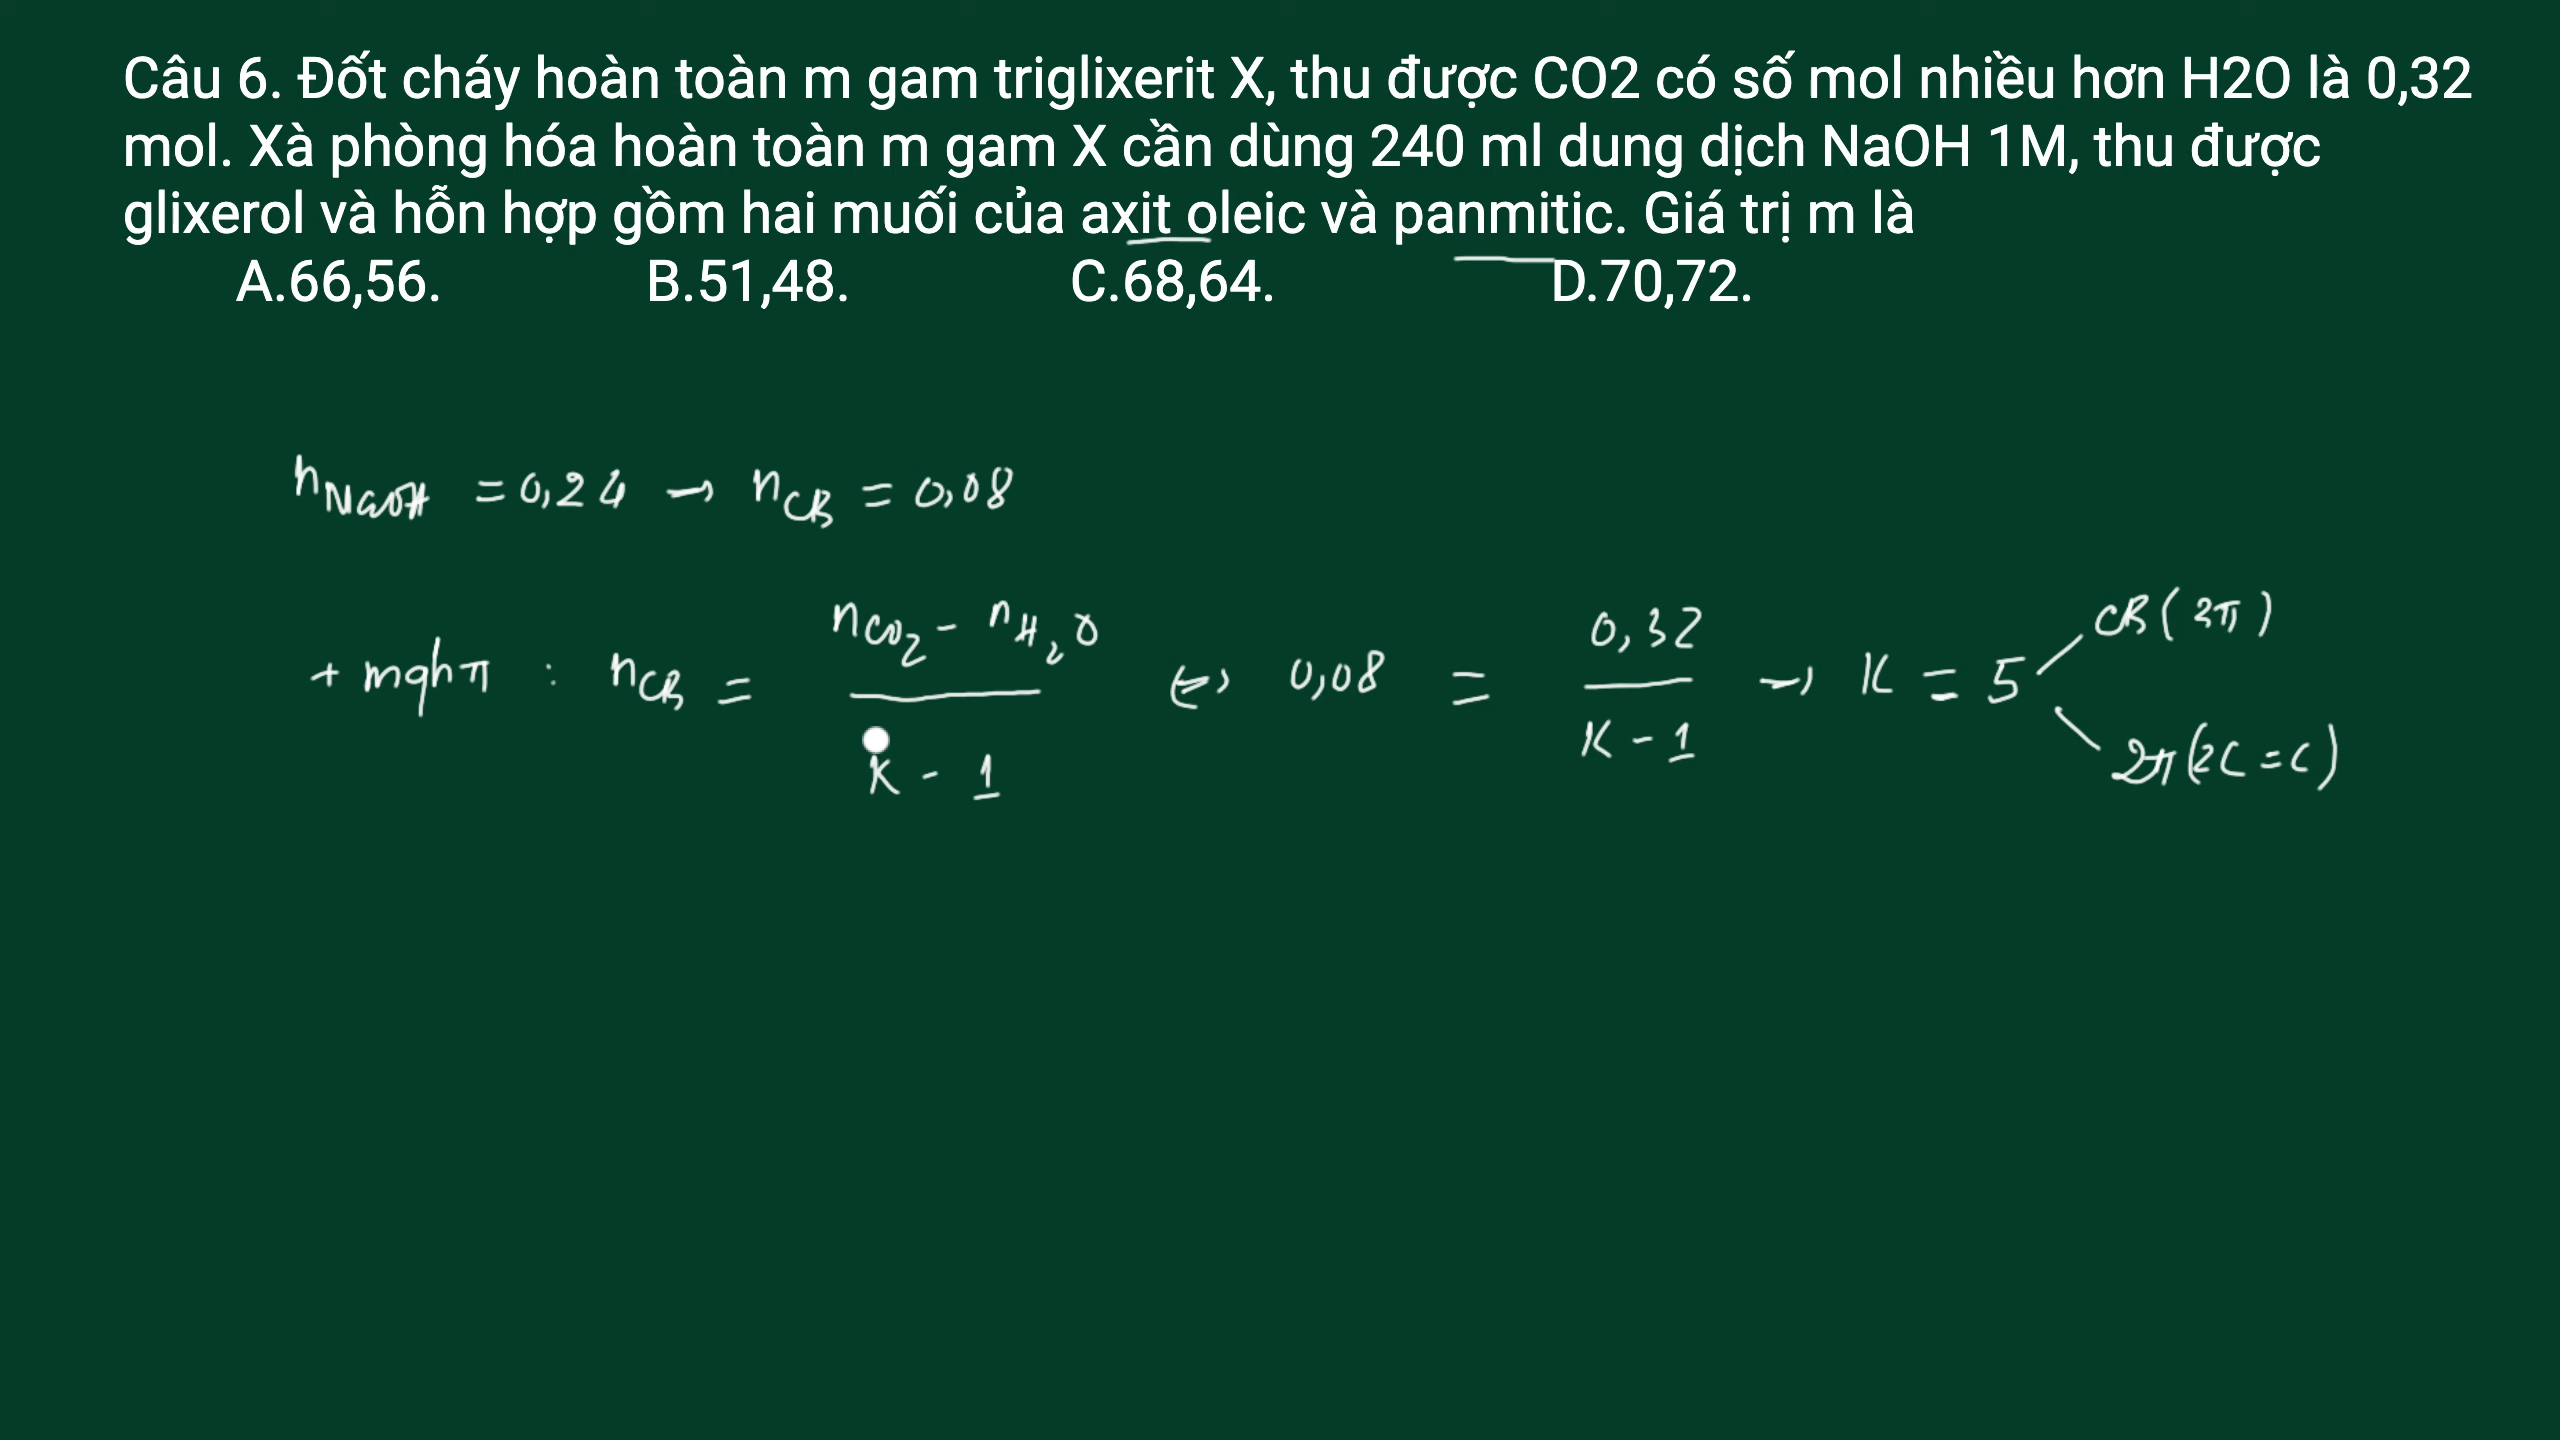 Câu 6. Đốt cháy hoàn toàn m gam triglixerit X, thu được CO2 có số mol nhiều hơn H2O là 0,32
mol. Xà phòng hóa hoàn toàn m gam X cần dùng 240 ml dung dịch NaOH 1M, thu được
glixerol và hỗn hợp gồm hai muối của axit oleic và panmitic. Giá trị m là
A.66,56. B.51,48. C.68,64. D.70,72.
nNaOH = 0,24 → nCB = 0,08
+ mqhπ : nCB = (nCO2 - nH2O) / (k - 1) ⇔ 0,08 = 0,32 / (K - 1) → K = 5
CB (3π)
2π (2C=C)